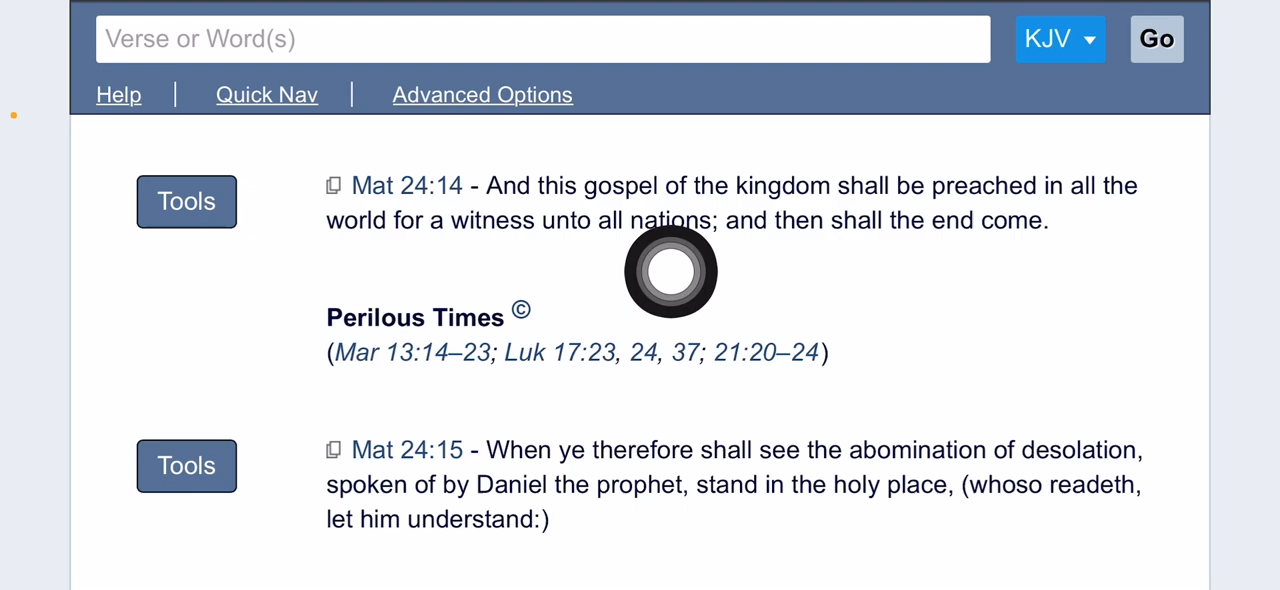 Verse or Word(s)
KJV
Go
Help
Quick Nav
Advanced Options
Tools
Mat 24:14 - And this gospel of the kingdom shall be preached in all the
world for a witness unto all nations; and then shall the end come.
Perilous Times ©
(Mar 13:14–23; Luk 17:23, 24, 37; 21:20–24)
Tools
Mat 24:15 - When ye therefore shall see the abomination of desolation,
spoken of by Daniel the prophet, stand in the holy place, (whoso readeth,
let him understand:)